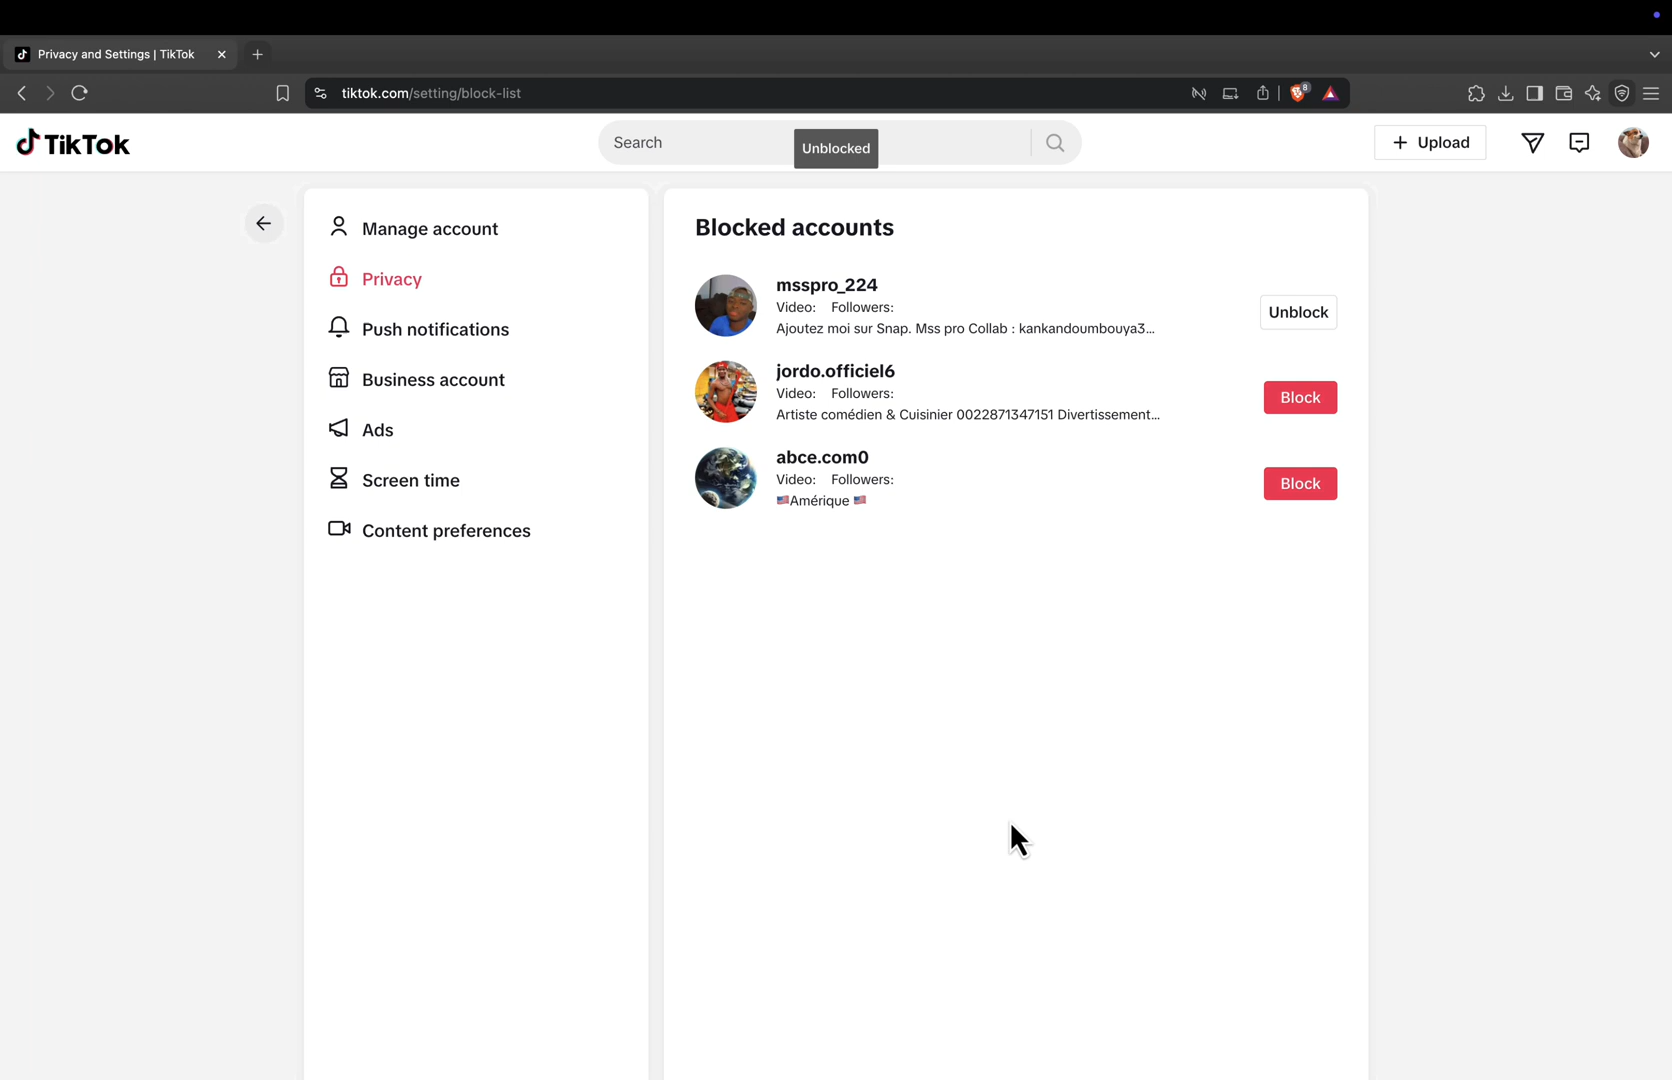 Privacy and Settings | TikTok
tiktok.com/setting/block-list
8
TikTok
Search
Unblocked
Upload
Manage account
Privacy
Push notifications
Business account
Ads
Screen time
Content preferences
Blocked accounts
msspro_224
Video: Followers:
Ajoutez moi sur Snap. Mss pro Collab : kankandoumbouya3...
Unblock
jordo.officiel6
Video: Followers:
Artiste comédien & Cuisinier 0022871347151 Divertissement...
Block
abce.com0
Video: Followers:
🇺🇸Amérique 🇺🇸
Block